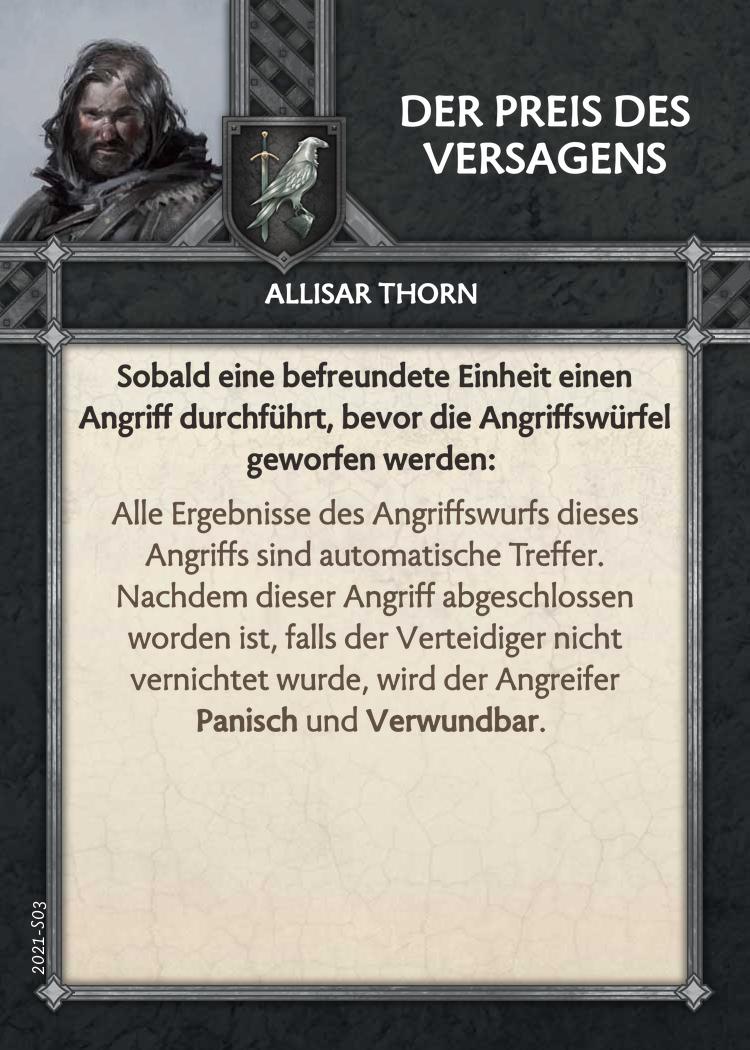 DER PREIS DES
VERSAGENS
ALLISAR THORN
Sobald eine befreundete Einheit einen
Angriff durchführt, bevor die Angriffswürfel
geworfen werden:
Alle Ergebnisse des Angriffswurfs dieses
Angriffs sind automatische Treffer.
Nachdem dieser Angriff abgeschlossen
worden ist, falls der Verteidiger nicht
vernichtet wurde, wird der Angreifer
Panisch und Verwundbar.
2021-S03